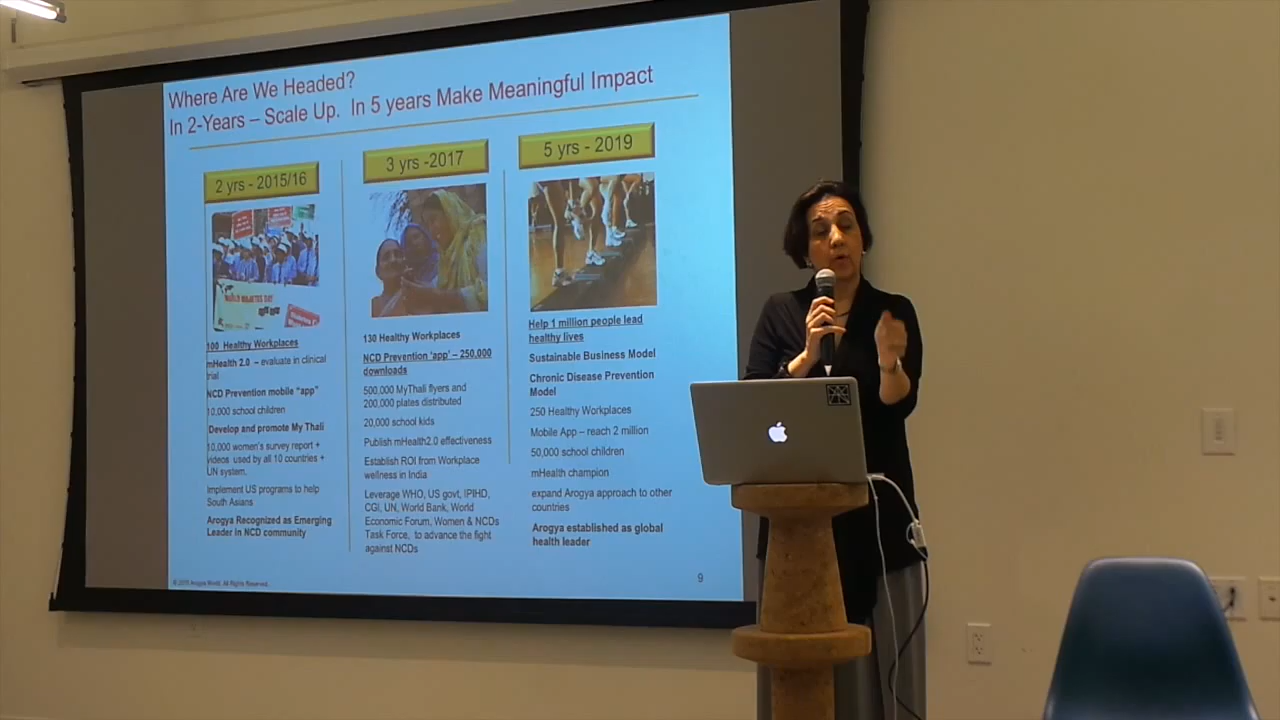 Where Are We Headed?
In 2-Years – Scale Up. In 5 years Make Meaningful Impact
2 yrs - 2015/16
WORLD DIABETES DAY
100 Healthy Workplaces
mHealth 2.0 – evaluate in clinical
trial
NCD Prevention mobile “app”
10,000 school children
Develop and promote My Thali
10,000 women's survey report +
videos used by all 10 countries +
UN system,
Implement US programs to help
South Asians
Arogya Recognized as Emerging
Leader in NCD community
3 yrs -2017
130 Healthy Workplaces
NCD Prevention ‘app’ – 250,000
downloads
500,000 MyThali flyers and
200,000 plates distributed
20,000 school kids
Publish mHealth2.0 effectiveness
Establish ROI from Workplace
wellness in India
Leverage WHO, US govt, IPIHD,
CGI, UN, World Bank, World
Economic Forum, Women & NCDs
Task Force, to advance the fight
against NCDs
5 yrs - 2019
Help 1 million people lead
healthy lives
Sustainable Business Model
Chronic Disease Prevention
Model
250 Healthy Workplaces
Mobile App – reach 2 million
50,000 school children
mHealth champion
expand Arogya approach to other
countries
Arogya established as global
health leader
Arogya World. All Rights Reserved.
9